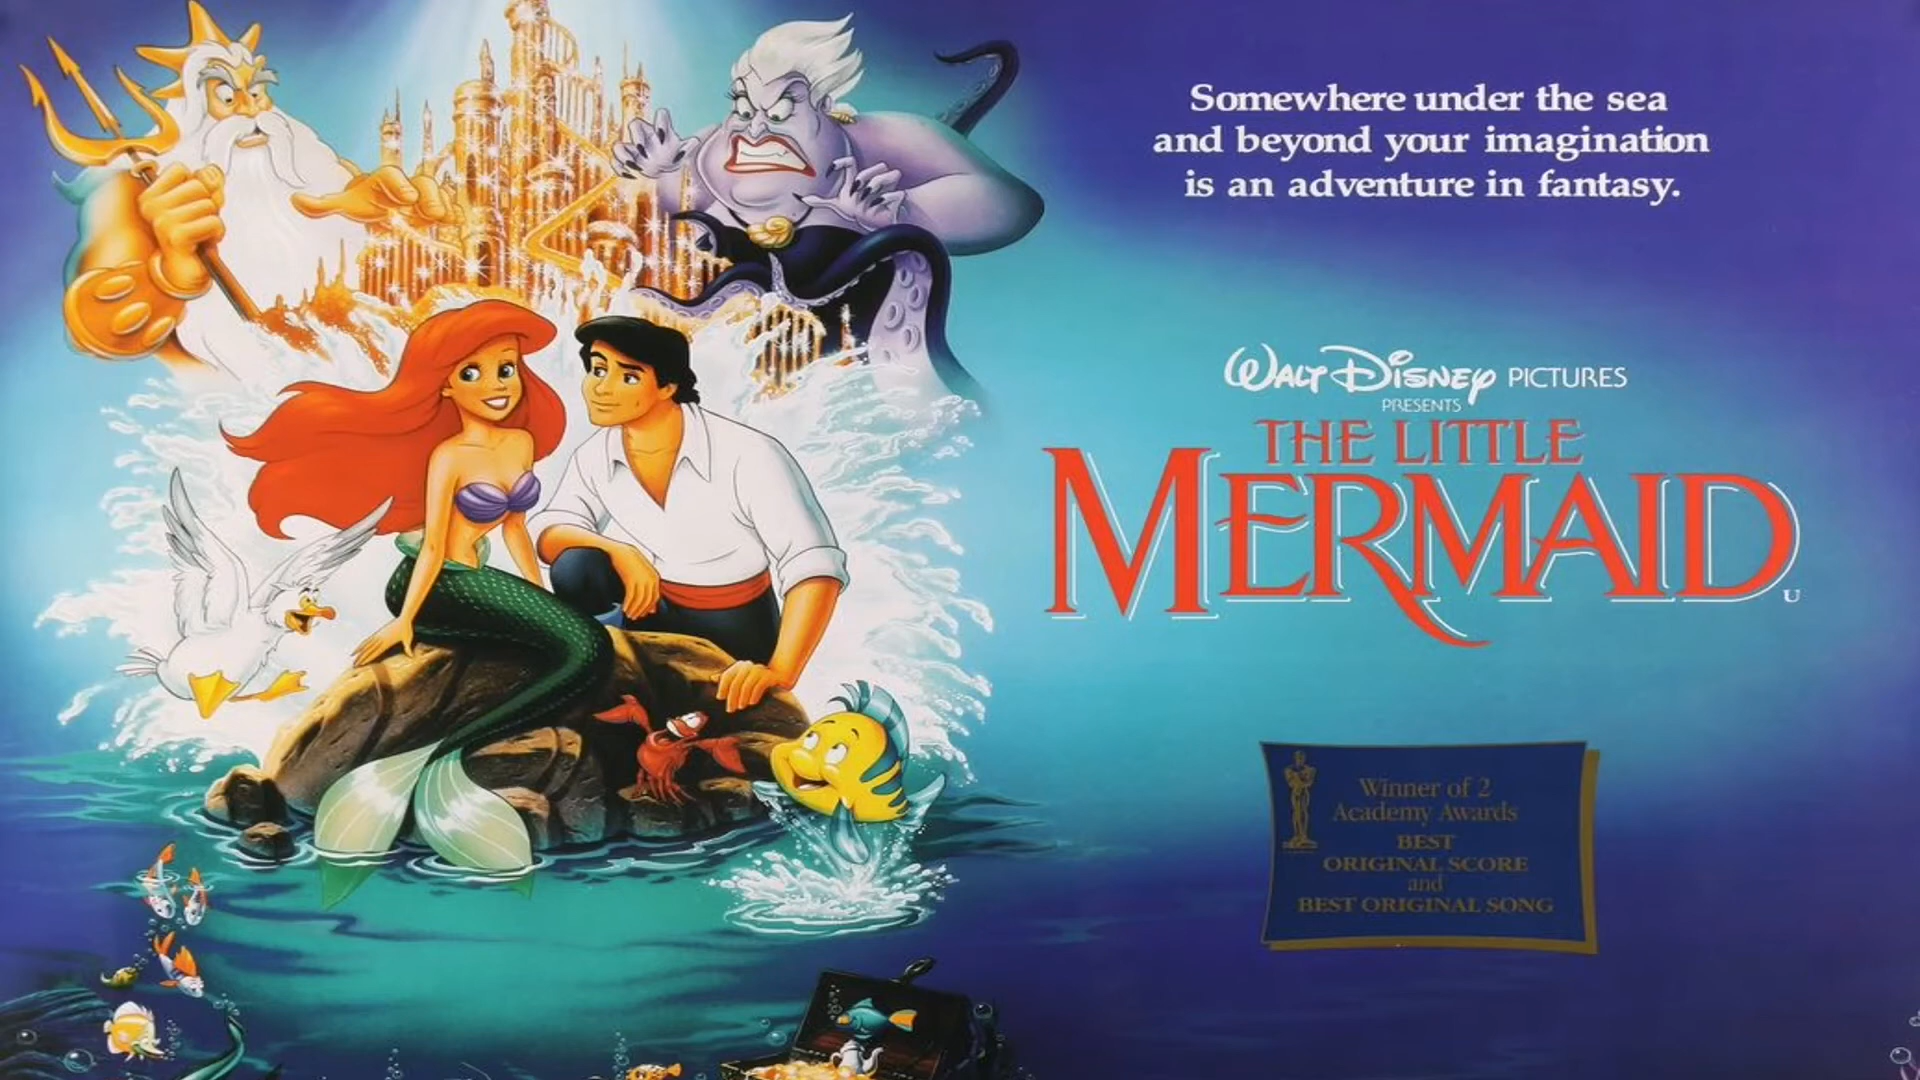 Somewhere under the sea
and beyond your imagination
is an adventure in fantasy.
WALT DISNEY PICTURES
PRESENTS
THE LITTLE
MERMAID
U
Winner of 2
Academy Awards
BEST
ORIGINAL SCORE
and
BEST ORIGINAL SONG